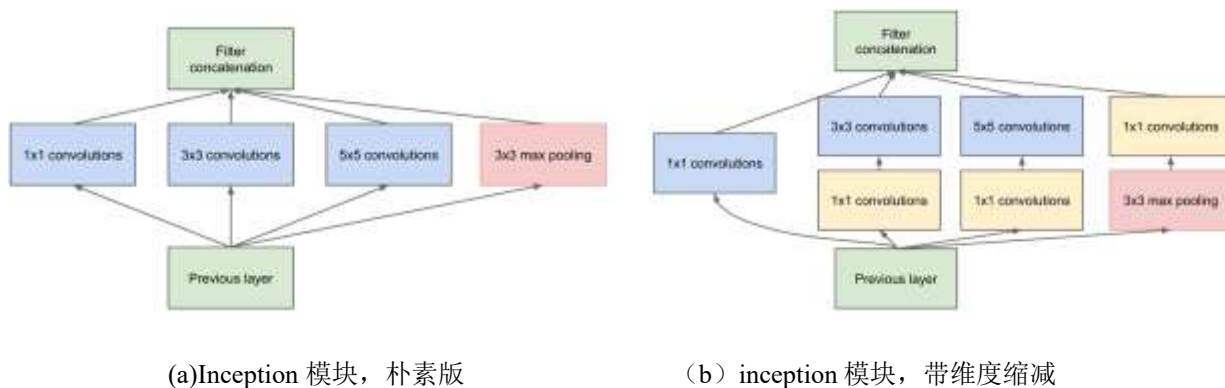 Filter
concatenation
1x1 convolutions
3x3 convolutions
5x5 convolutions
3x3 max pooling
Previous layer
(a)Inception 模块，朴素版
Filter
concatenation
3x3 convolutions
5x5 convolutions
1x1 convolutions
1x1 convolutions
1x1 convolutions
1x1 convolutions
3x3 max pooling
Previous layer
（b）inception 模块，带维度缩减